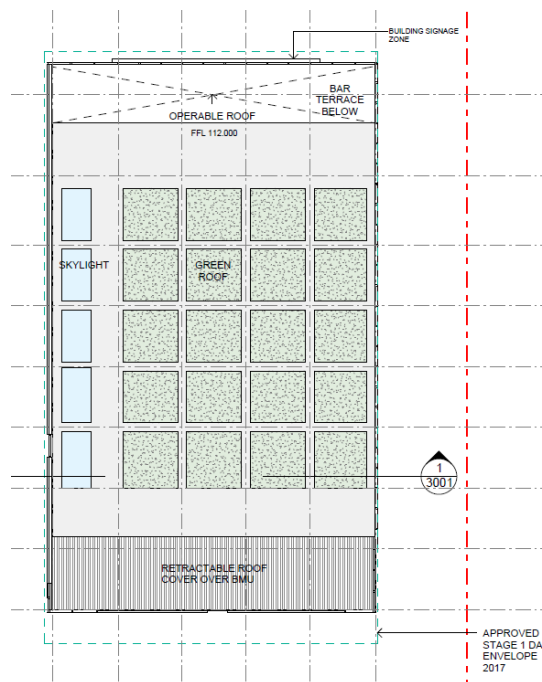 BUILDING SIGNAGE
ZONE
BAR
TERRACE
BELOW
OPERABLE ROOF
FFL 112.000
SKYLIGHT
GREEN
ROOF
1
3001
RETRACTABLE ROOF
COVER OVER BMU
APPROVED
STAGE 1 DA
ENVELOPE
2017